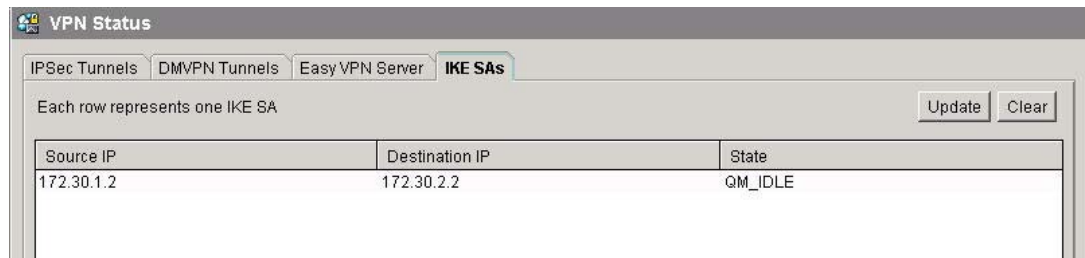 VPN Status
IPSec Tunnels DMVPN Tunnels Easy VPN Server IKE SAs
Each row represents one IKE SA Update Clear
Source IP Destination IP State
172.30.1.2 172.30.2.2 QM_IDLE